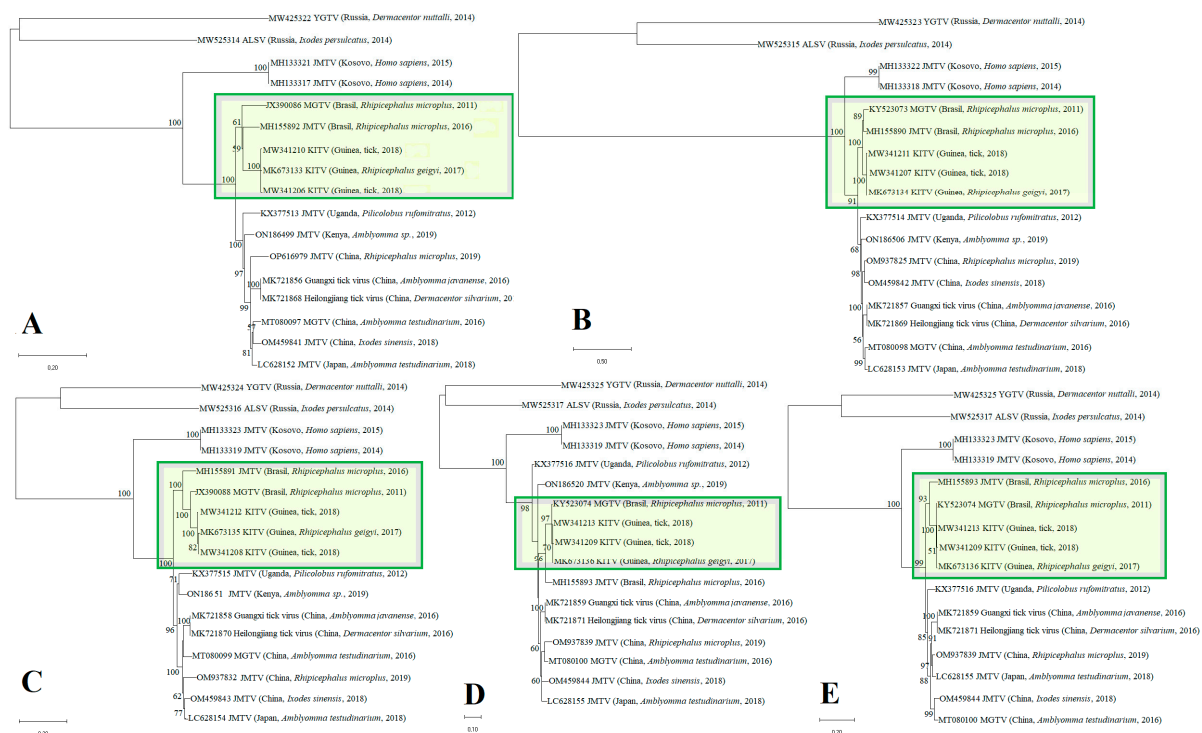 MW425322 YGTV (Russia, Dermacentor nuttalli, 2014)
MW525314 ALSV (Russia, Ixodes persulcatus, 2014)
MH133321 JMTV (Kosovo, Homo sapiens, 2015)
100
MH133317 JMTV (Kosovo, Homo sapiens, 2014)
JX390086 MGTV (Brasil, Rhipicephalus microplus, 2011)
100
61
MH155892 JMTV (Brasil, Rhipicephalus microplus, 2016)
59
MW341210 KITV (Guinea, tick, 2018)
100
MK673133 KITV (Guinea, Rhipicephalus geigyi, 2017)
100
MW341206 KITV (Guinea, tick, 2018)
KX377513 JMTV (Uganda, Pilicolobus rufomitratus, 2012)
ON186499 JMTV (Kenya, Amblyomma sp., 2019)
100
OP616979 JMTV (China, Rhipicephalus microplus, 2019)
97
MK721856 Guangxi tick virus (China, Amblyomma javanense, 2016)
100
MK721868 Heilongjiang tick virus (China, Dermacentor silvarium, 20
99
MT080097 MGTV (China, Amblyomma testudinarium, 2016)
57
OM459841 JMTV (China, Ixodes sinensis, 2018)
81
LC628152 JMTV (Japan, Amblyomma testudinarium, 2018)
A
0.20
MW425323 YGTV (Russia, Dermacentor nuttalli, 2014)
MW525315 ALSV (Russia, Ixodes persulcatus, 2014)
MH133322 JMTV (Kosovo, Homo sapiens, 2015)
99
MH133318 JMTV (Kosovo, Homo sapiens, 2014)
KY523073 MGTV (Brasil, Rhipicephalus microplus, 2011)
89
MH155890 JMTV (Brasil, Rhipicephalus microplus, 2016)
100
100
MW341211 KITV (Guinea, tick, 2018)
MW341207 KITV (Guinea, tick, 2018)
100
MK673134 KITV (Guinea, Rhipicephalus geigyi, 2017)
91
KX377514 JMTV (Uganda, Pilicolobus rufomitratus, 2012)
ON186506 JMTV (Kenya, Amblyomma sp., 2019)
68
OM937825 JMTV (China, Rhipicephalus microplus, 2019)
98
OM459842 JMTV (China, Ixodes sinensis, 2018)
MK721857 Guangxi tick virus (China, Amblyomma javanense, 2016)
100
MK721869 Heilongjiang tick virus (China, Dermacentor silvarium, 2016)
56
MT080098 MGTV (China, Amblyomma testudinarium, 2016)
99
LC628153 JMTV (Japan, Amblyomma testudinarium, 2018)
B
0.50
MW425324 YGTV (Russia, Dermacentor nuttalli, 2014)
MW525316 ALSV (Russia, Ixodes persulcatus, 2014)
MH133323 JMTV (Kosovo, Homo sapiens, 2015)
100
MH133319 JMTV (Kosovo, Homo sapiens, 2014)
100
MH155891 JMTV (Brasil, Rhipicephalus microplus, 2016)
JX390088 MGTV (Brasil, Rhipicephalus microplus, 2011)
100
MW341212 KITV (Guinea, tick, 2018)
100
MK673135 KITV (Guinea, Rhipicephalus geigyi, 2017)
82
MW341208 KITV (Guinea, tick, 2018)
100
KX377515 JMTV (Uganda, Pilicolobus rufomitratus, 2012)
71
ON18651 JMTV (Kenya, Amblyomma sp., 2019)
MK721858 Guangxi tick virus (China, Amblyomma javanense, 2016)
100
MK721870 Heilongjiang tick virus (China, Dermacentor silvarium, 2016)
96
MT080099 MGTV (China, Amblyomma testudinarium, 2016)
100
OM937832 JMTV (China, Rhipicephalus microplus, 2019)
62
OM459843 JMTV (China, Ixodes sinensis, 2018)
77
LC628154 JMTV (Japan, Amblyomma testudinarium, 2018)
C
MW425325 YGTV (Russia, Dermacentor nuttalli, 2014)
MW525317 ALSV (Russia, Ixodes persulcatus, 2014)
MH133323 JMTV (Kosovo, Homo sapiens, 2015)
100
MH133319 JMTV (Kosovo, Homo sapiens, 2014)
100
KX377516 JMTV (Uganda, Pilicolobus rufomitratus, 2012)
ON186520 JMTV (Kenya, Amblyomma sp., 2019)
98
KY523074 MGTV (Brasil, Rhipicephalus microplus, 2011)
97
MW341213 KITV (Guinea, tick, 2018)
MW341209 KITV (Guinea, tick, 2018)
70
96
MK673136 KITV (Guinea, Rhipicephalus geigyi, 2017)
MH155893 JMTV (Brasil, Rhipicephalus microplus, 2016)
MK721859 Guangxi tick virus (China, Amblyomma javanense, 2016)
100
MK721871 Heilongjiang tick virus (China, Dermacentor silvarium, 2016)
OM937839 JMTV (China, Rhipicephalus microplus, 2019)
60
MT080100 MGTV (China, Amblyomma testudinarium, 2016)
OM459844 JMTV (China, Ixodes sinensis, 2018)
60
LC628155 JMTV (Japan, Amblyomma testudinarium, 2018)
D
0.10
MW425325 YGTV (Russia, Dermacentor nuttalli, 2014)
MW525317 ALSV (Russia, Ixodes persulcatus, 2014)
MH133323 JMTV (Kosovo, Homo sapiens, 2015)
100
MH133319 JMTV (Kosovo, Homo sapiens, 2014)
100
MH155893 JMTV (Brasil, Rhipicephalus microplus, 2016)
93
KY523074 MGTV (Brasil, Rhipicephalus microplus, 2011)
100
MW341213 KITV (Guinea, tick, 2018)
MW341209 KITV (Guinea, tick, 2018)
51
MK673136 KITV (Guinea, Rhipicephalus geigyi, 2017)
99
KX377516 JMTV (Uganda, Pilicolobus rufomitratus, 2012)
MK721859 Guangxi tick virus (China, Amblyomma javanense, 2016)
100
MK721871 Heilongjiang tick virus (China, Dermacentor silvarium, 2016)
85
91
OM937839 JMTV (China, Rhipicephalus microplus, 2019)
97
LC628155 JMTV (China, Amblyomma testudinarium, 2018)
88
OM459844 JMTV (China, Ixodes sinensis, 2018)
99
MT080100 MGTV (China, Amblyomma testudinarium, 2016)
E
0.20